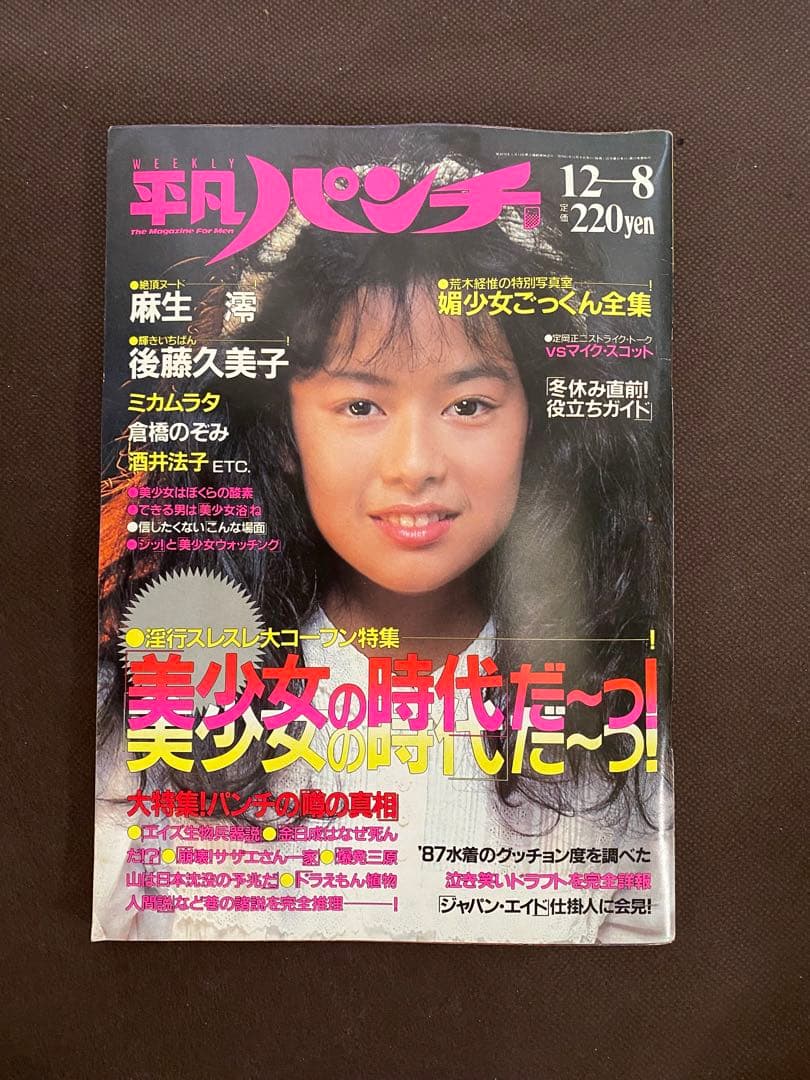 WEEKLY
平凡パンチ
The Magazine For Men
12—8
定価
220yen
●絶頂ヌード！
麻生 澪
●輝きいちばん！
後藤久美子
ミカムラタ
倉橋のぞみ
酒井法子 ETC.
●美少女はぼくらの酸素
●できる男は「美少女浴」ね
●信じたくない「こんな場面」
●「ジッ」と「美少女ウォッチング」
●荒木経惟の特別写真室！
媚少女ごっくん全集
●定岡正二ストライク・トーク
VSマイク・スコット
「冬休み直前！
役立ちガイド」
●淫行スレスレ大コーフン特集！
「美少女の時代」だ〜っ！
大特集！パンチの「噂の真相」
●「エイズ生物兵器説」●「金日成はなぜ死ん
だ!?」●「崩壊！サザエさん一家」●「爆発三原
山は日本沈没の予兆だ」●「ドラえもん植物
人間説」など巷の諸説を完全推理――！
'87水着のグッチョン度を調べた
泣き笑いドラフトを完全詳報
「ジャパン・エイド」仕掛人に会見！